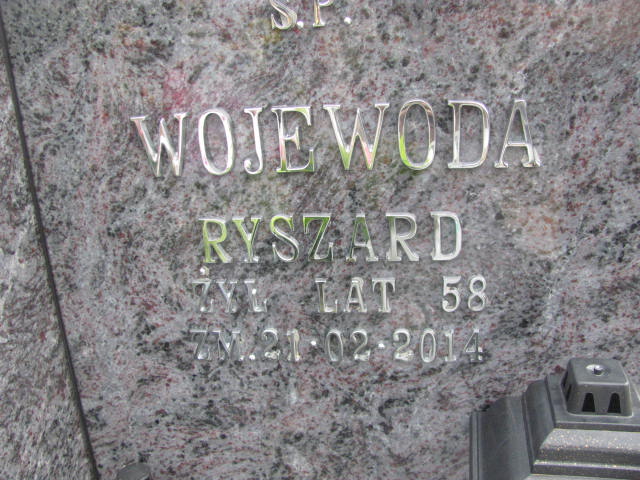 Ś.P.
WOJEWODA
RYSZARD
ŻYŁ LAT 58
ZM. 21·02·2014